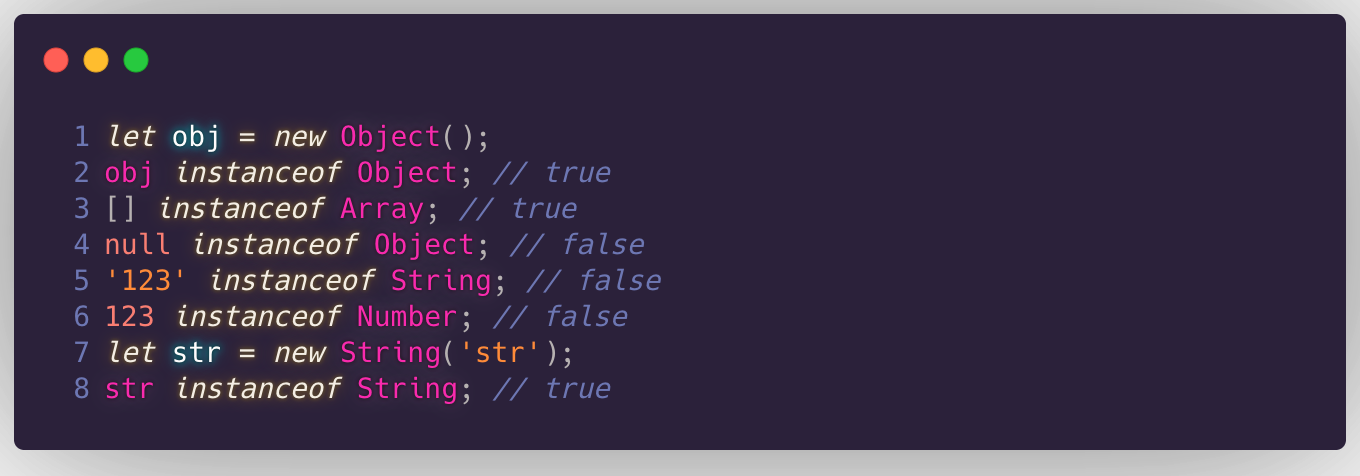 1 let obj = new Object();
2 obj instanceof Object; // true
3 [] instanceof Array; // true
4 null instanceof Object; // false
5 '123' instanceof String; // false
6 123 instanceof Number; // false
7 let str = new String('str');
8 str instanceof String; // true